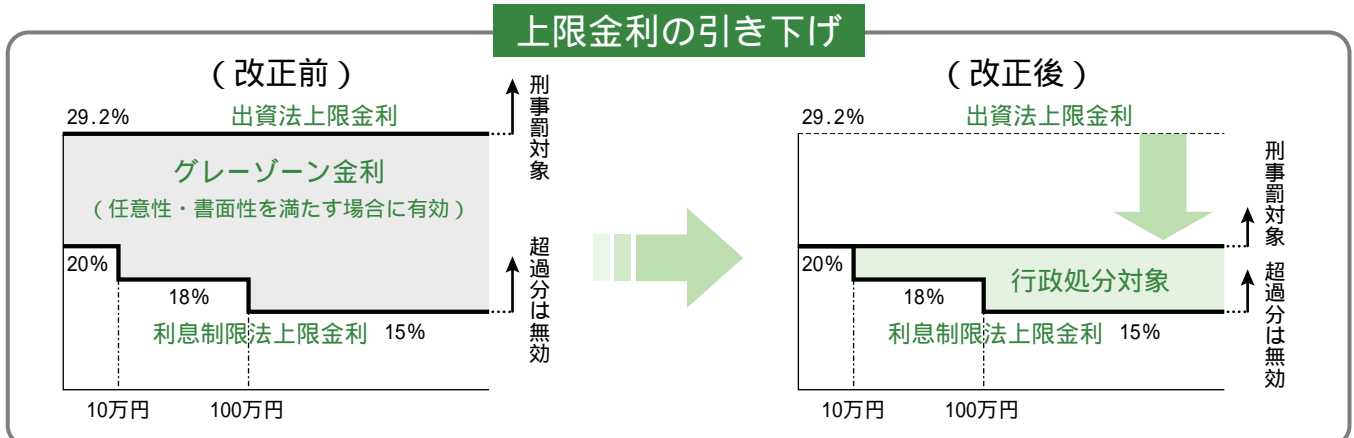 上限金利の引き下げ
（改正前）
29.2%
出資法上限金利
刑事罰対象
グレーゾーン金利
（任意性・書面性を満たす場合に有効）
20%
18%
利息制限法上限金利
15%
超過分は無効
10万円
100万円
（改正後）
29.2%
出資法上限金利
刑事罰対象
20%
行政処分対象
18%
利息制限法上限金利
15%
超過分は無効
10万円
100万円